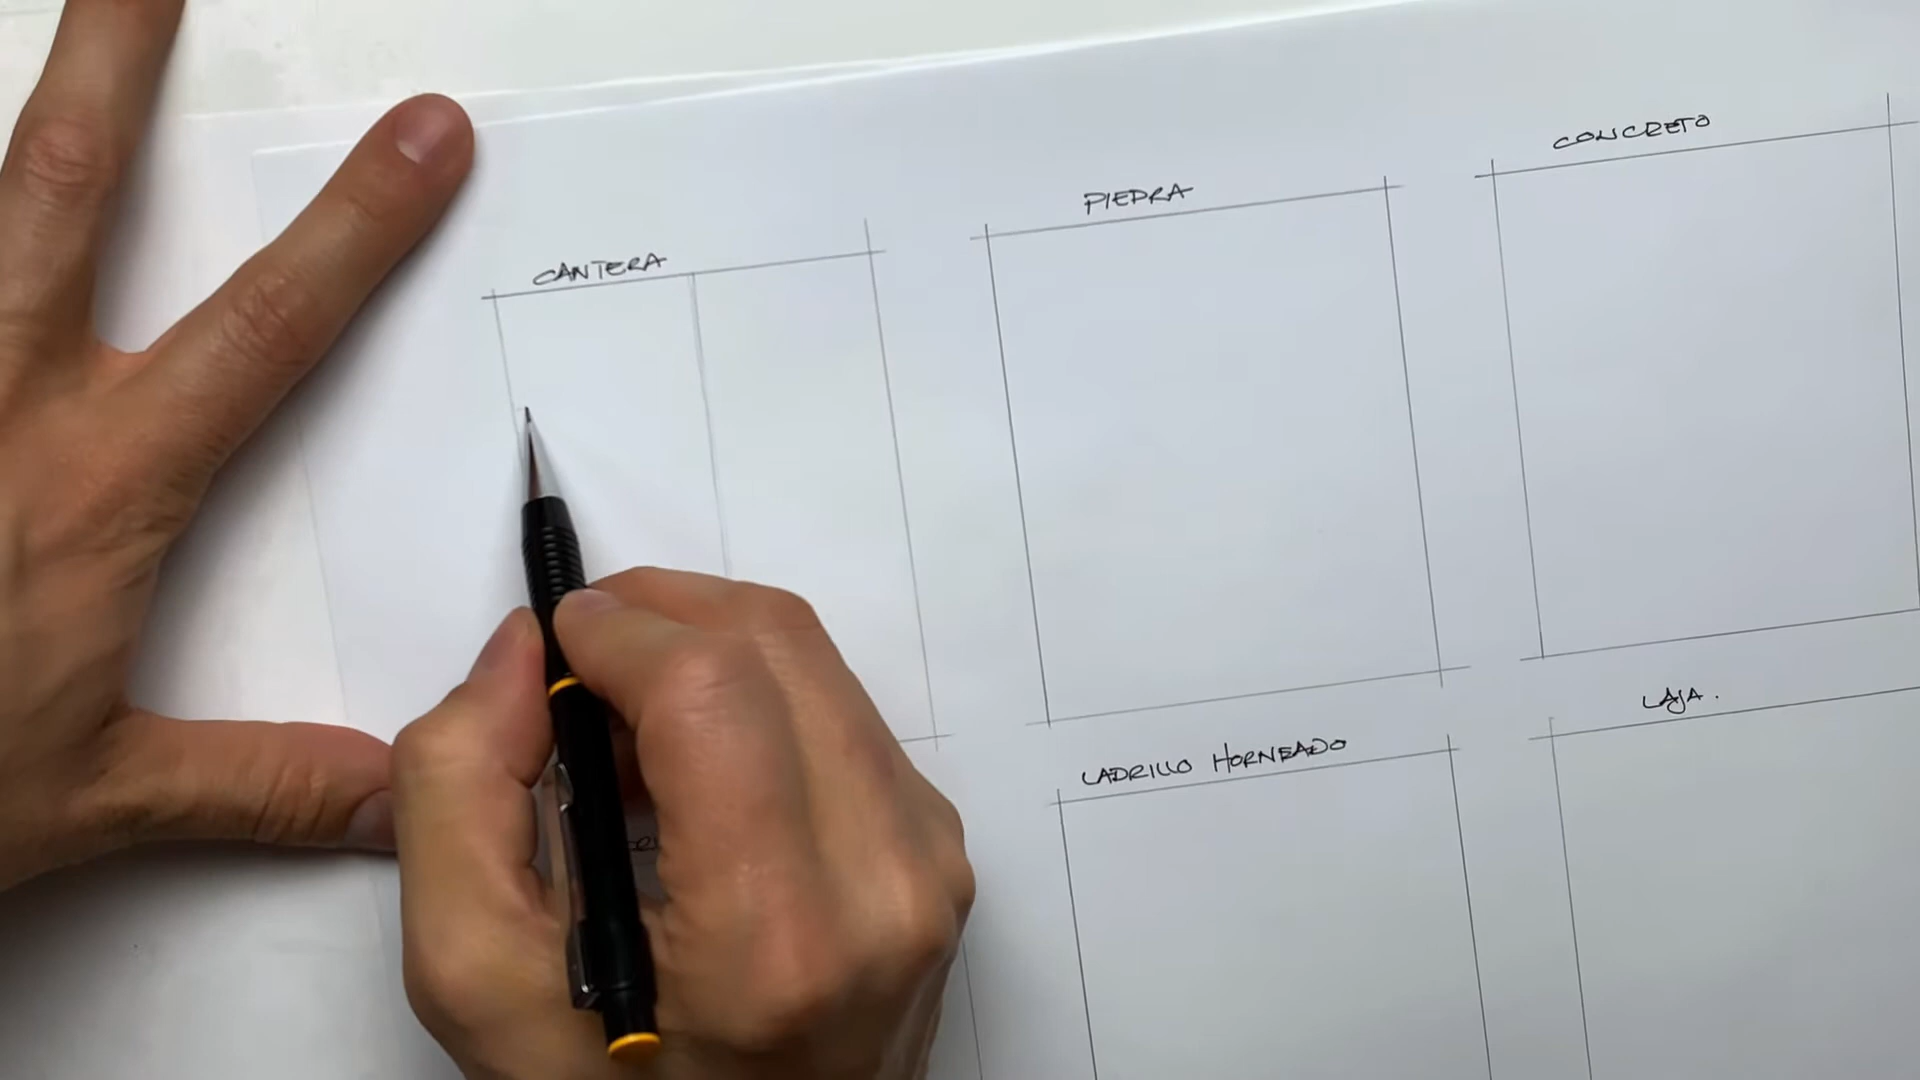 CANTERA
PIEDRA
CONCRETO
LADRILLO HORNEADO
LAJA.